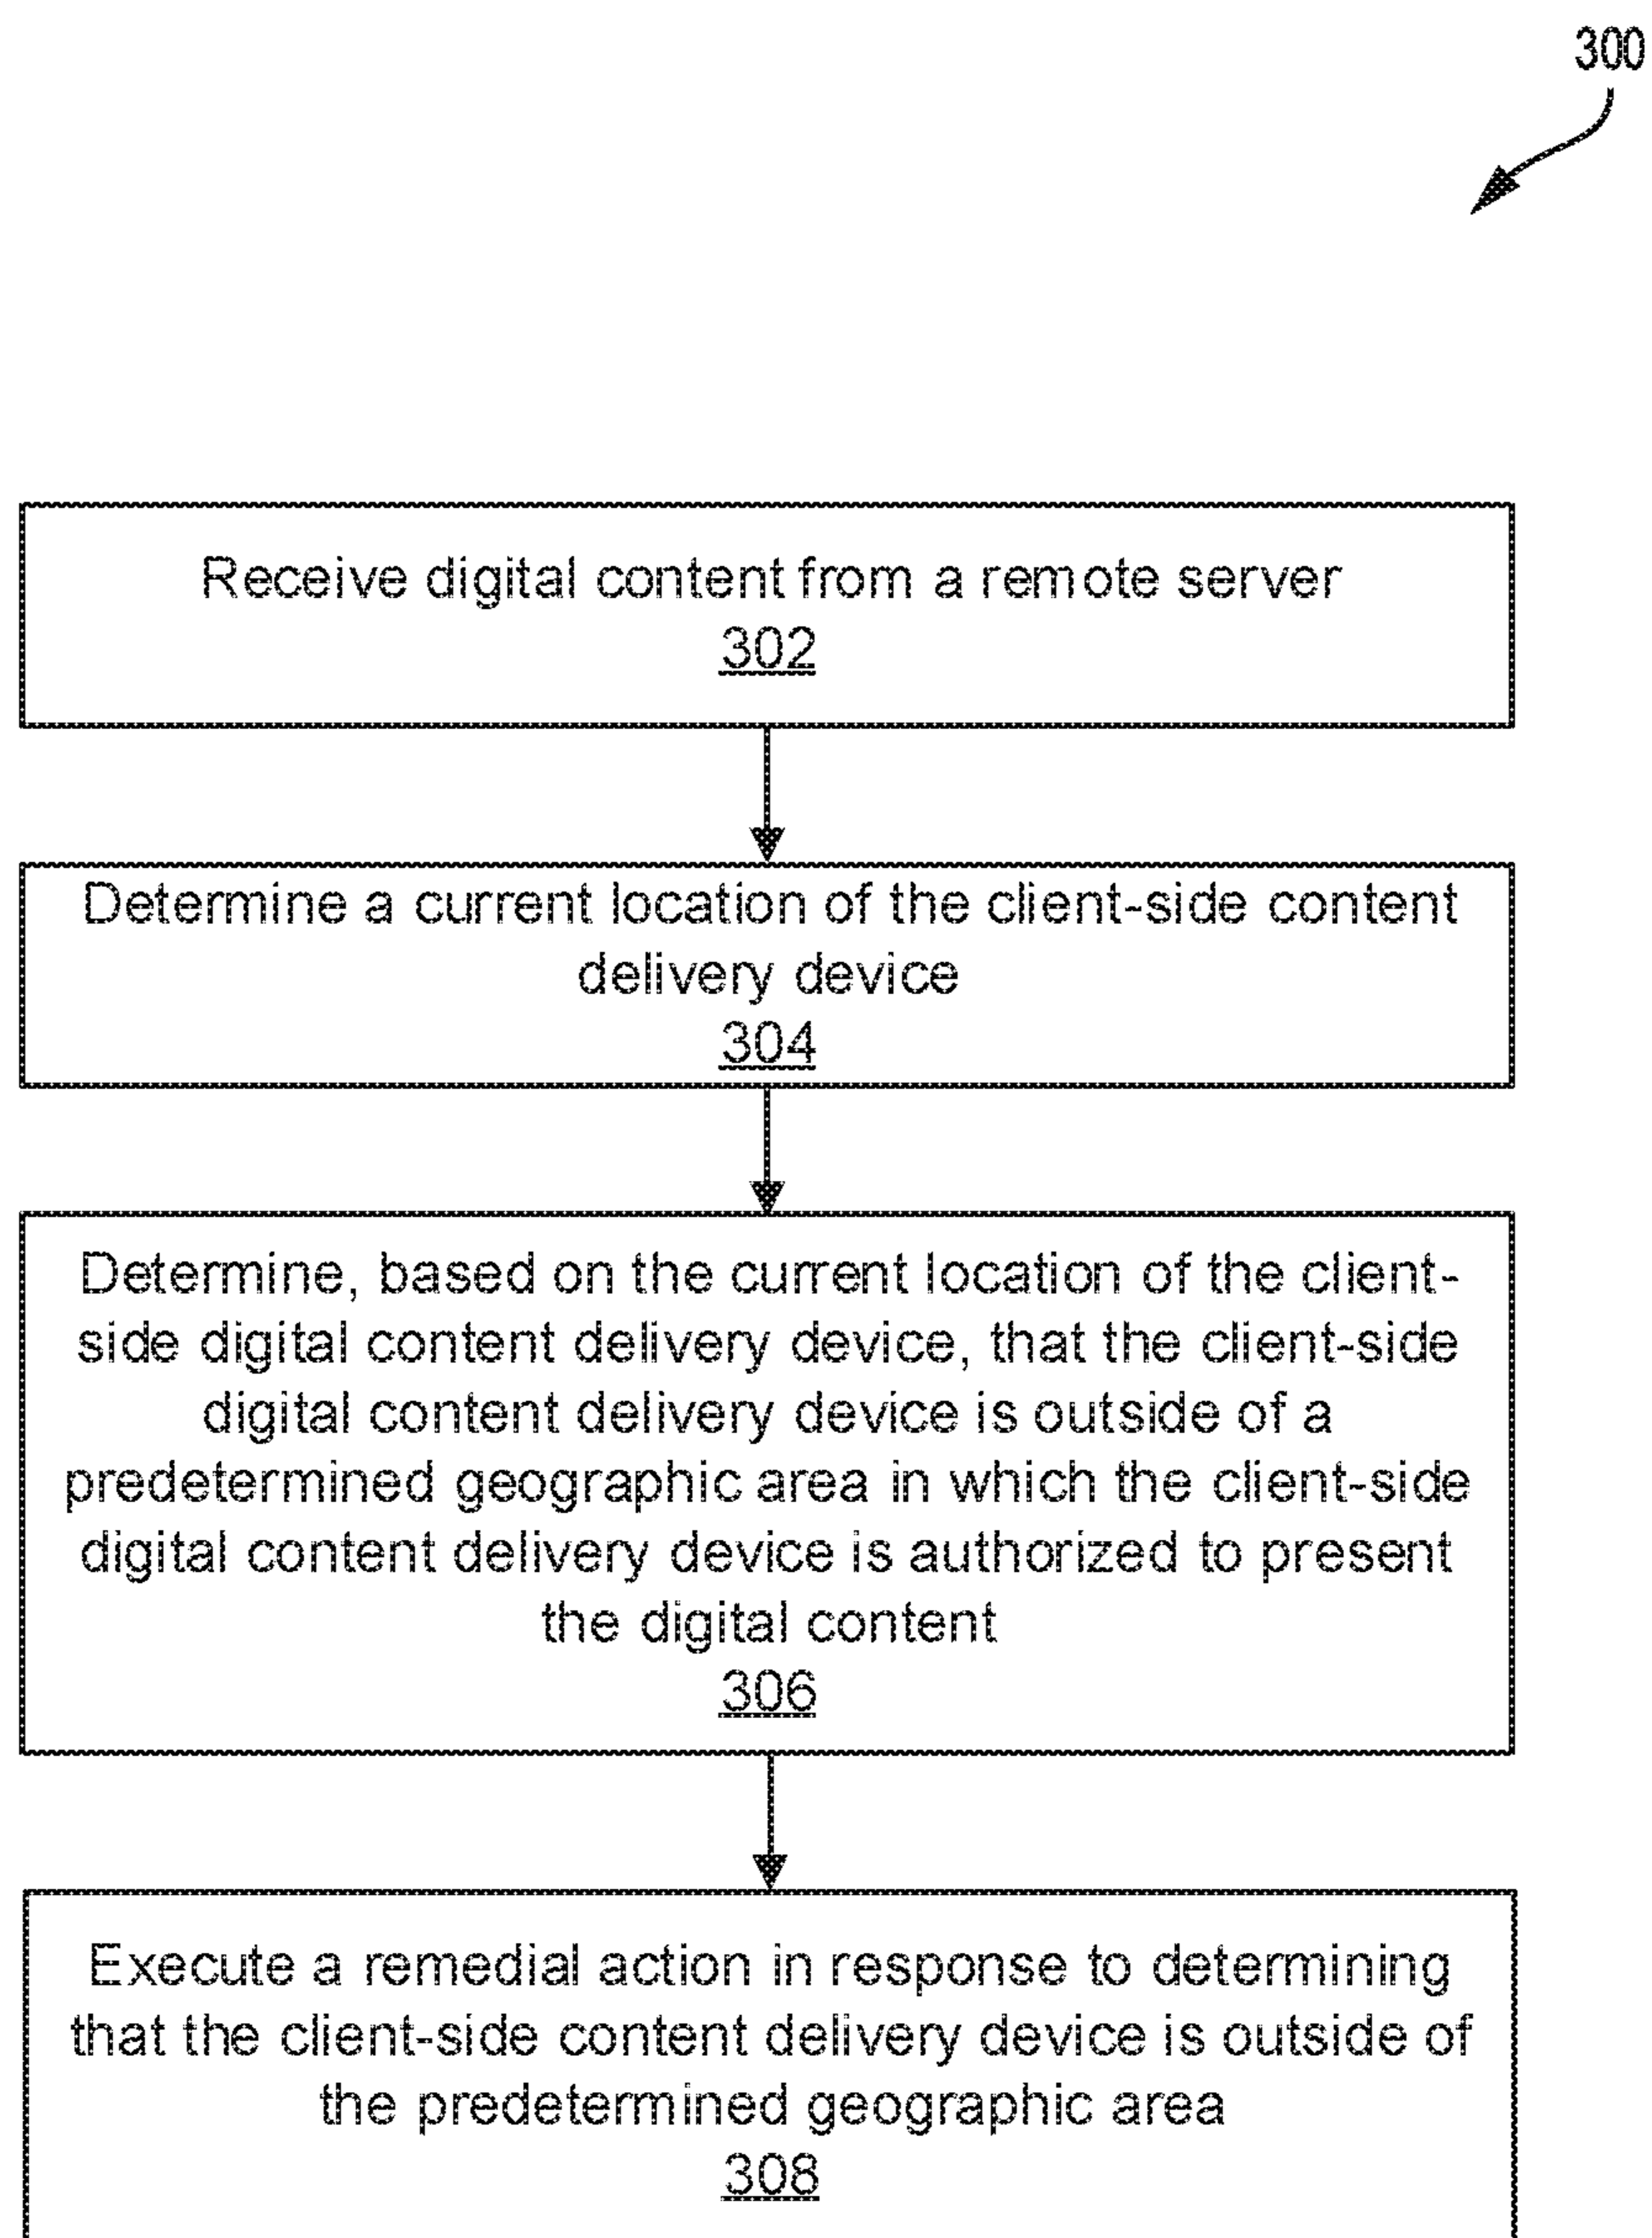 300
Receive digital content from a remote server
302
Determine a current location of the client-side content
delivery device
304
Determine, based on the current location of the client-
side digital content delivery device, that the client-side
digital content delivery device is outside of a
predetermined geographic area in which the client-side
digital content delivery device is authorized to present
the digital content
306
Execute a remedial action in response to determining
that the client-side content delivery device is outside of
the predetermined geographic area
308